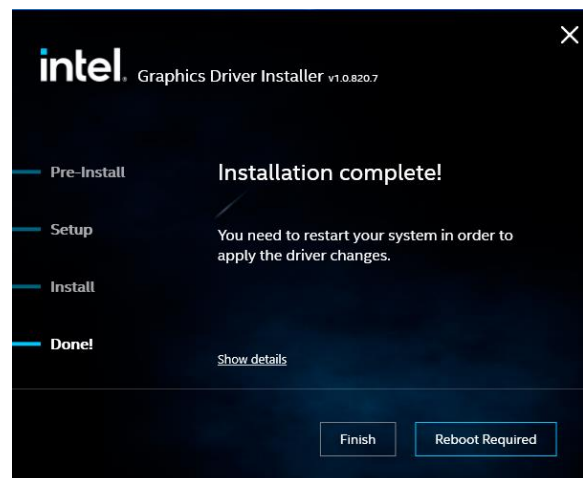 intel. Graphics Driver Installer v1.0.820.7
Pre-Install
Setup
Install
Done!
Installation complete!
You need to restart your system in order to
apply the driver changes.
Show details
Finish
Reboot Required